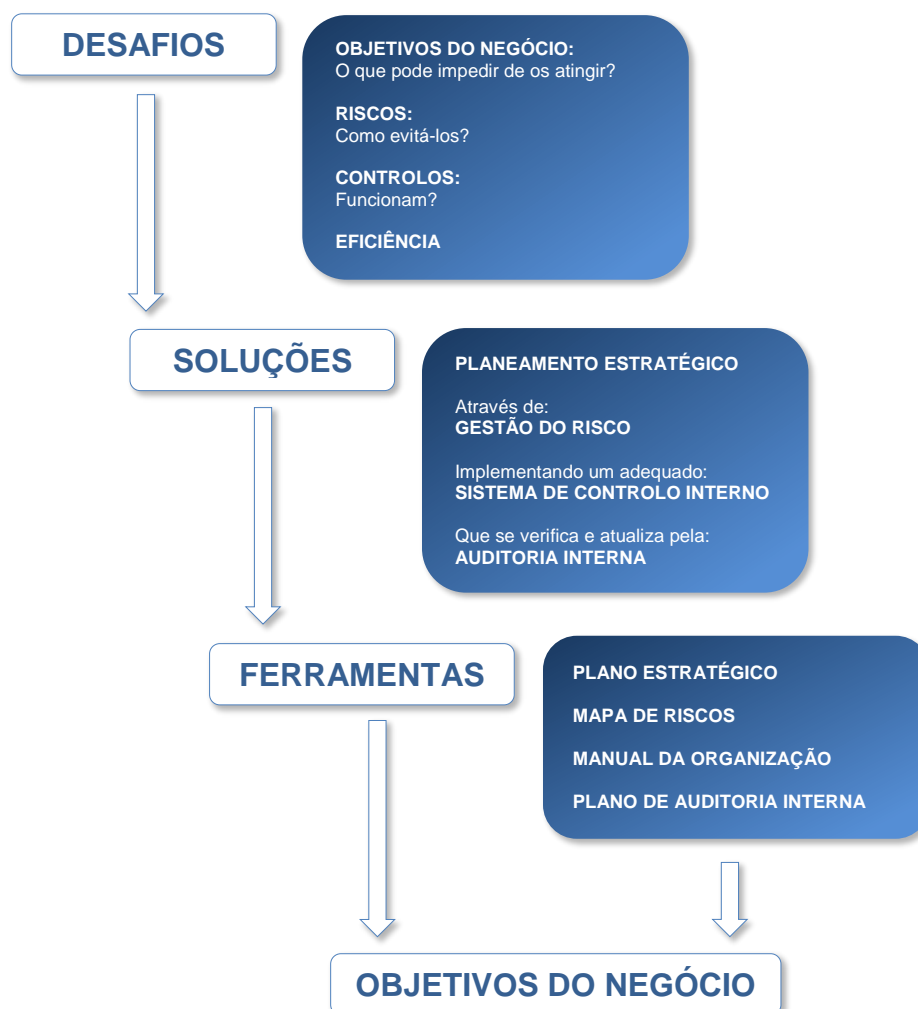 DESAFIOS
OBJETIVOS DO NEGÓCIO:
O que pode impedir de os atingir?
RISCOS:
Como evitá-los?
CONTROLOS:
Funcionam?
EFICIÊNCIA
SOLUÇÕES
PLANEAMENTO ESTRATÉGICO
Através de:
GESTÃO DO RISCO
Implementando um adequado:
SISTEMA DE CONTROLO INTERNO
Que se verifica e atualiza pela:
AUDITORIA INTERNA
FERRAMENTAS
PLANO ESTRATÉGICO
MAPA DE RISCOS
MANUAL DA ORGANIZAÇÃO
PLANO DE AUDITORIA INTERNA
OBJETIVOS DO NEGÓCIO